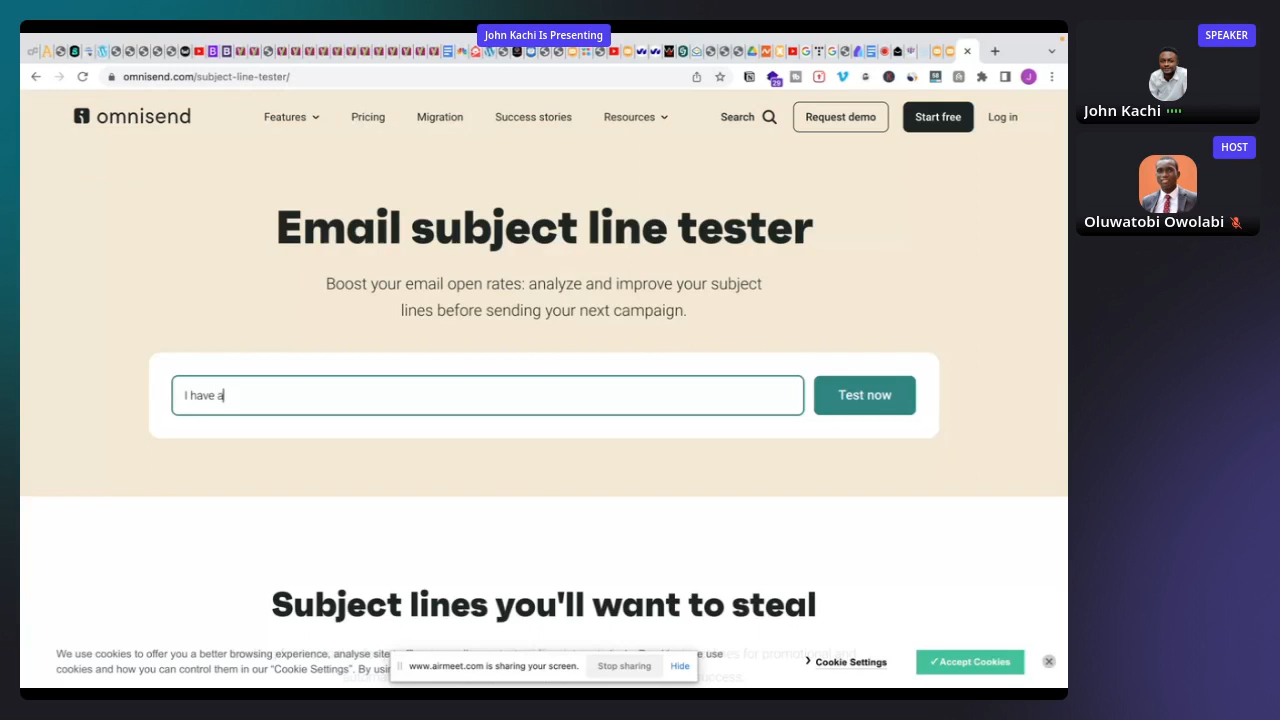 John Kachi Is Presenting
omnisend.com/subject-line-tester/
29
J
omnisend
Features
Pricing
Migration
Success stories
Resources
Search
Request demo
Start free
Log in
Email subject line tester
Boost your email open rates: analyze and improve your subject
lines before sending your next campaign.
I have a
Test now
Subject lines you'll want to steal
We use cookies to offer you a better browsing experience, analyse site
cookies and how you can control them in our “Cookie Settings”. By usin
www.airmeet.com is sharing your screen.
Stop sharing
Hide
Cookie Settings
✓Accept Cookies
SPEAKER
John Kachi
HOST
Oluwatobi Owolabi